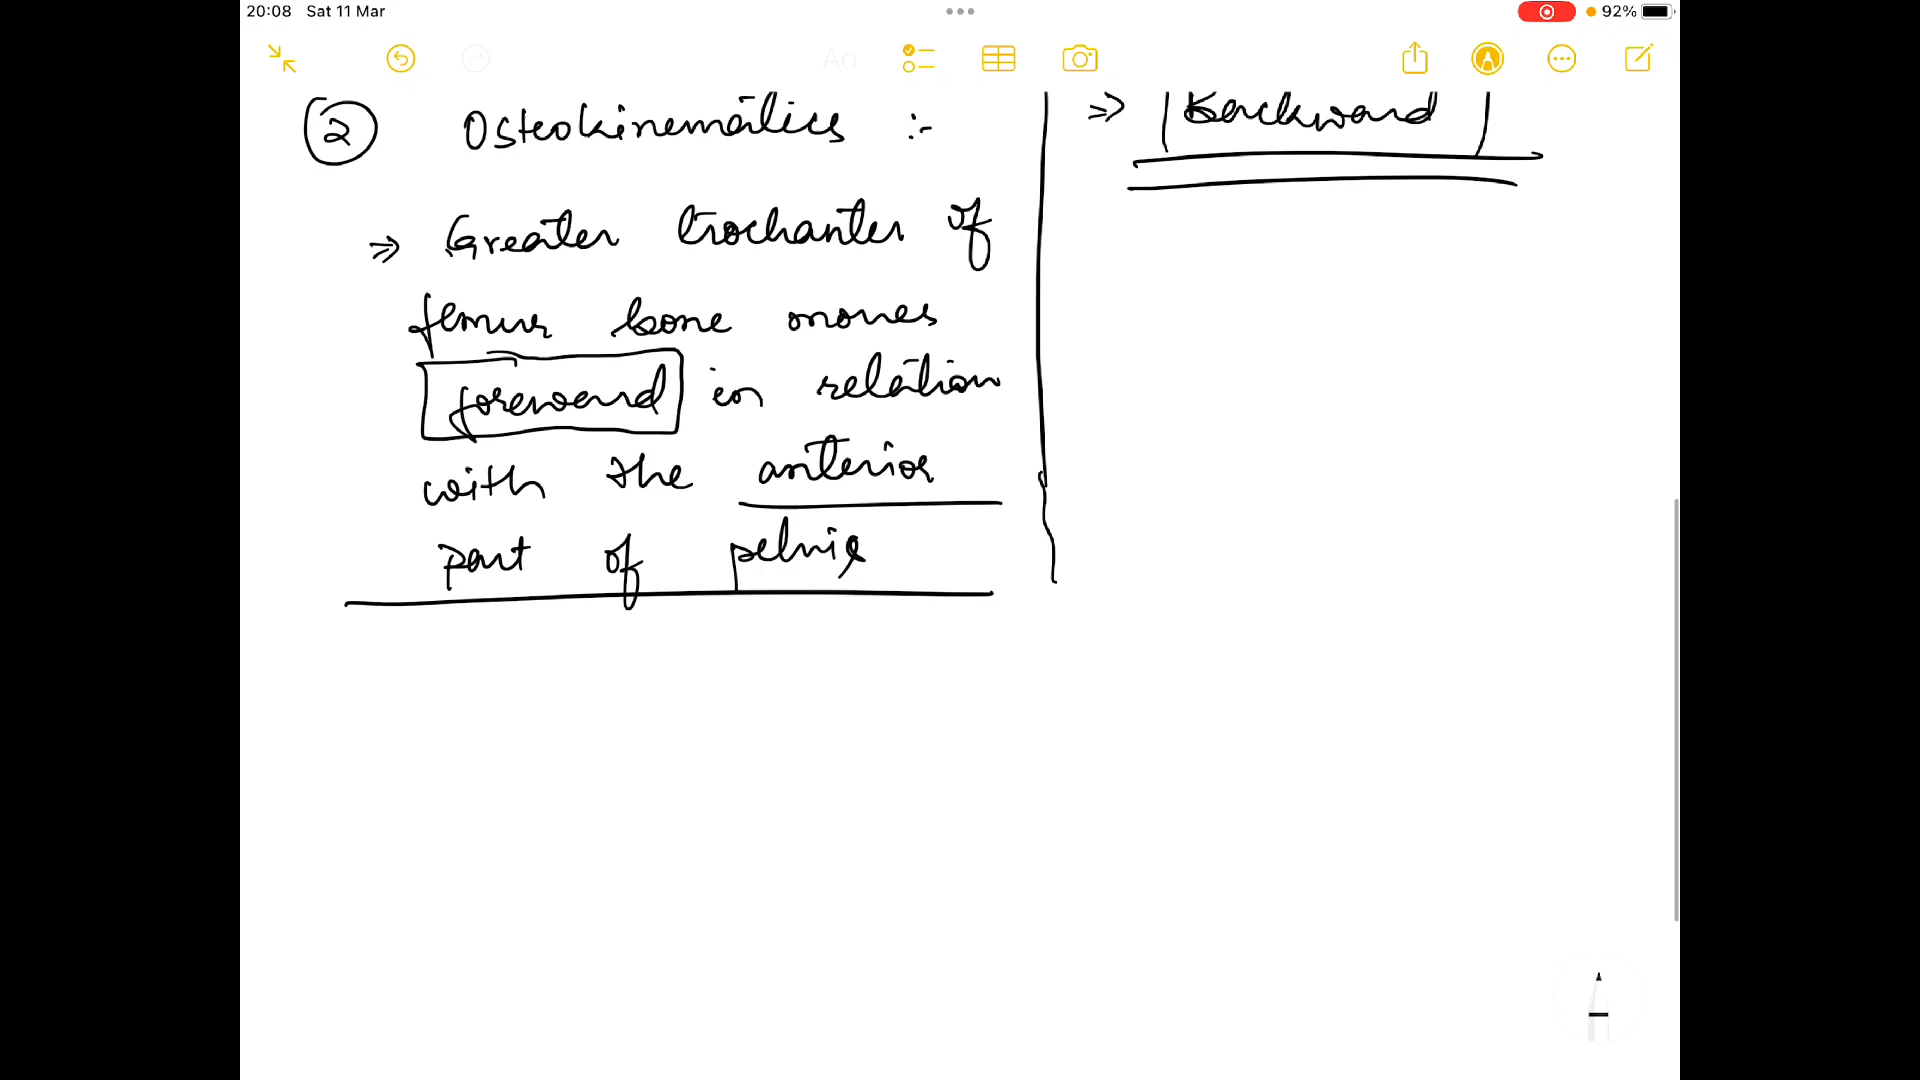 20:08 Sat 11 Mar
92%
Aa
② Osteokinematics :-
⇒ Greater trochanter of
femur bone moves
foreward in relation
with the anterior
part of pelvis
⇒ Backward